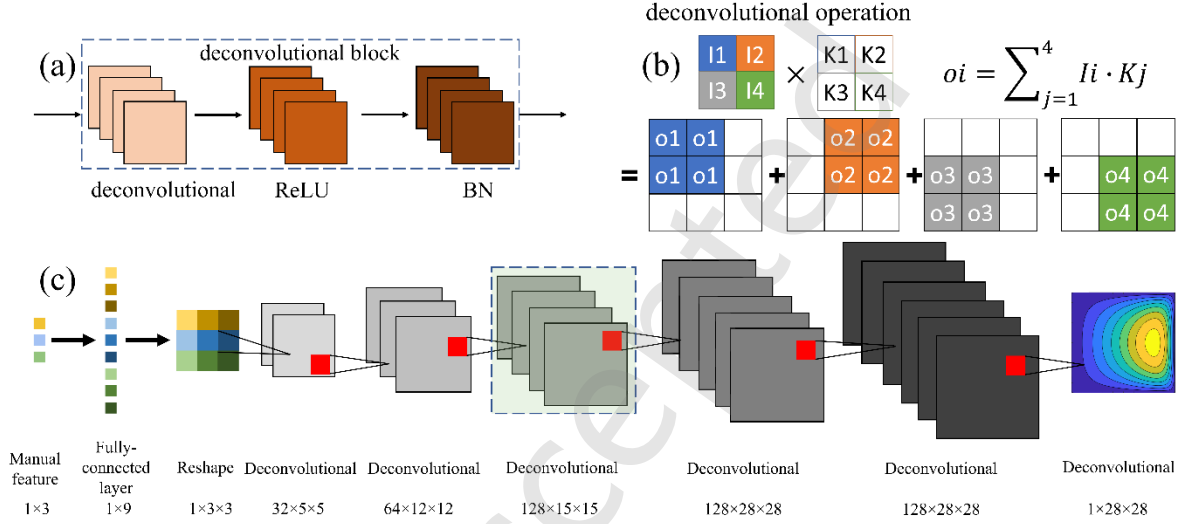 (a)
deconvolutional block
deconvolutional
ReLU
BN
deconvolutional operation
(b)
I1 I2
I3 I4
×
K1 K2
K3 K4
oi = ∑_{j=1}^{4} Ii · Kj
=
o1 o1
o1 o1
+
o2 o2
o2 o2
+
o3 o3
o3 o3
+
o4 o4
o4 o4
(c)
Manual
feature
1×3
Fully-
connected
layer
1×9
Reshape
1×3×3
Deconvolutional
32×5×5
Deconvolutional
64×12×12
Deconvolutional
128×15×15
Deconvolutional
128×28×28
Deconvolutional
128×28×28
Deconvolutional
1×28×28